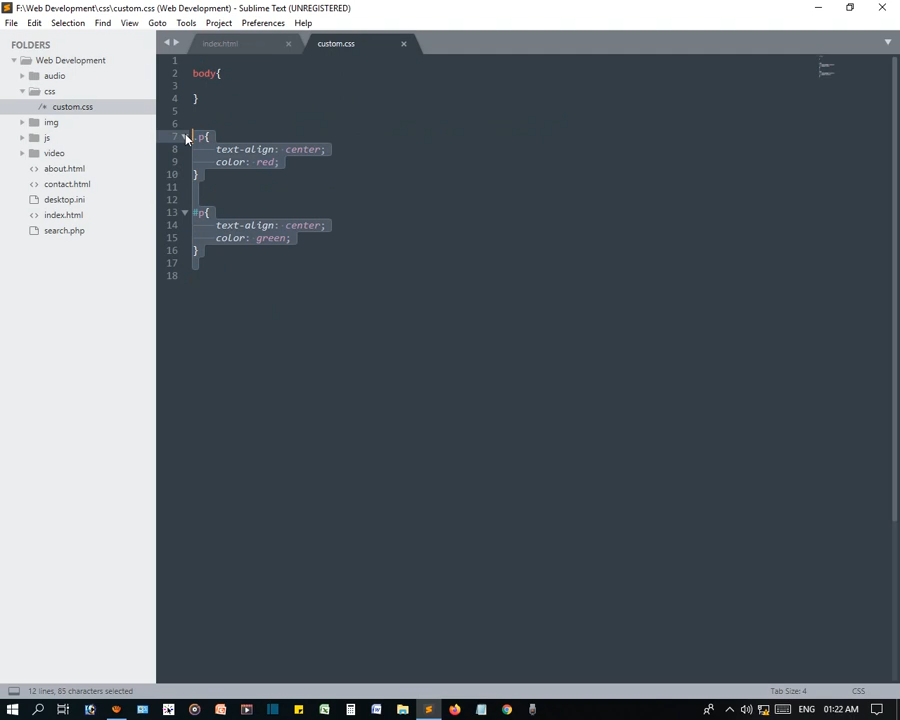 F:\Web Development\css\custom.css (Web Development) - Sublime Text (UNREGISTERED)
File Edit Selection Find View Goto Tools Project Preferences Help
FOLDERS
Web Development
audio
css
custom.css
img
js
video
about.html
contact.html
desktop.ini
index.html
search.php
index.html custom.css
1
2 body{
3
4 }
5
6
7 .p{
8 text-align: center;
9 color: red;
10 }
11
12
13 #p{
14 text-align: center;
15 color: green;
16 }
17
18
12 lines, 85 characters selected Tab Size: 4 CSS
ENG 01:22 AM